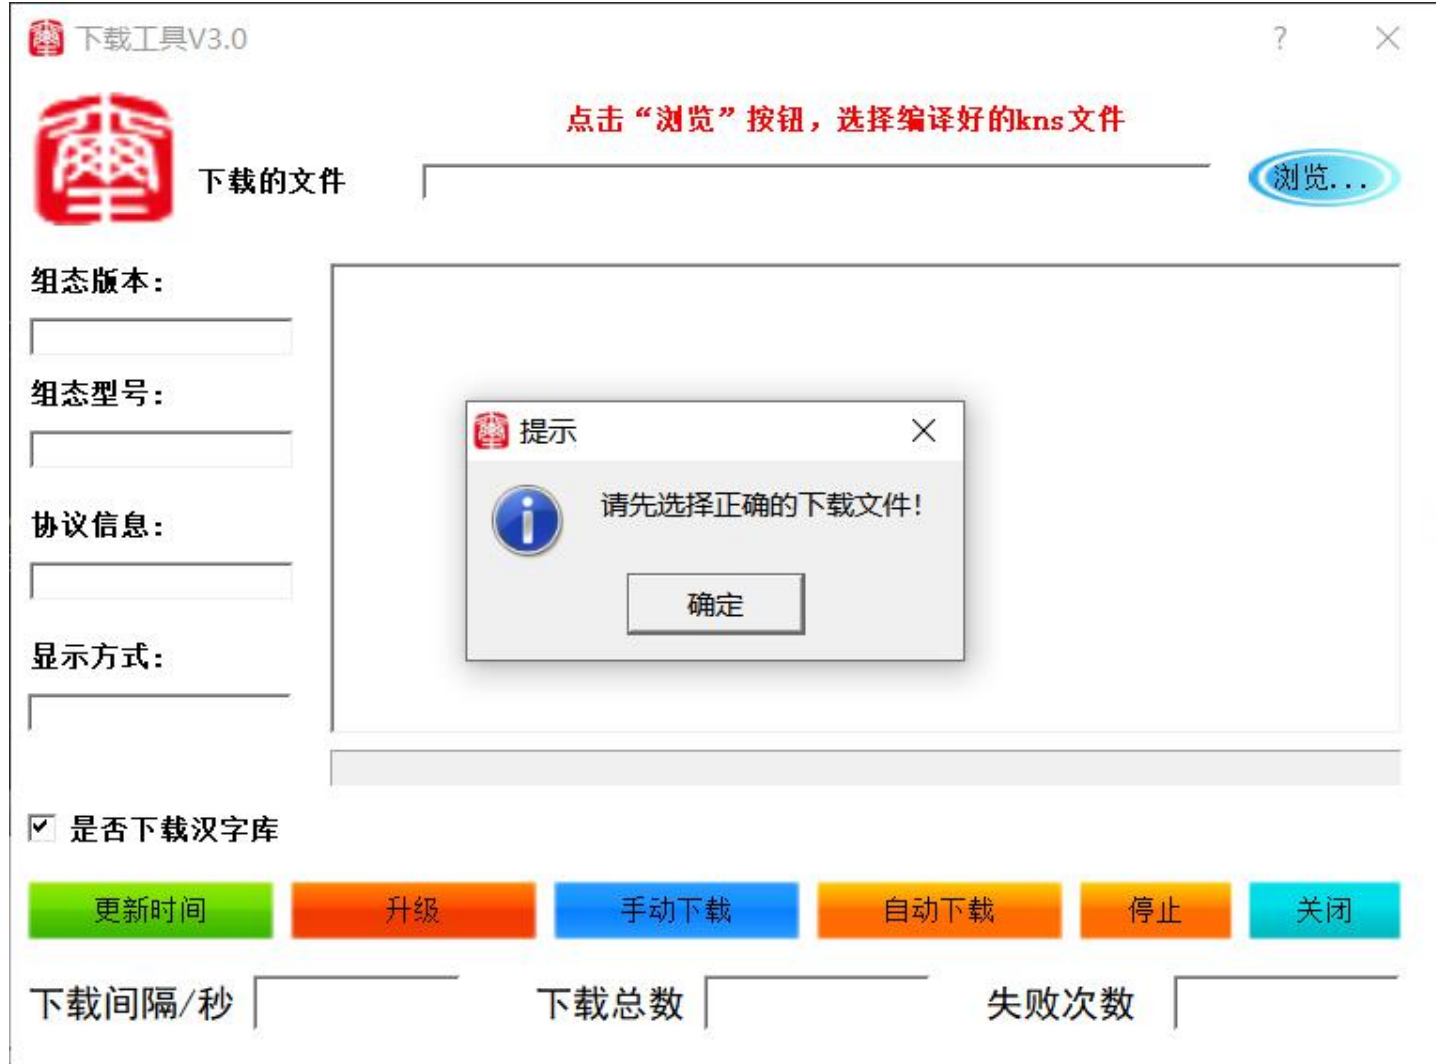 下载工具V3.0
点击“浏览”按钮，选择编译好的kns文件
下载的文件
浏览...
组态版本：
组态型号：
提示
请先选择正确的下载文件！
协议信息：
确定
显示方式：
是否下载汉字库
更新时间 升级 手动下载 自动下载 停止 关闭
下载间隔/秒 下载总数 失败次数